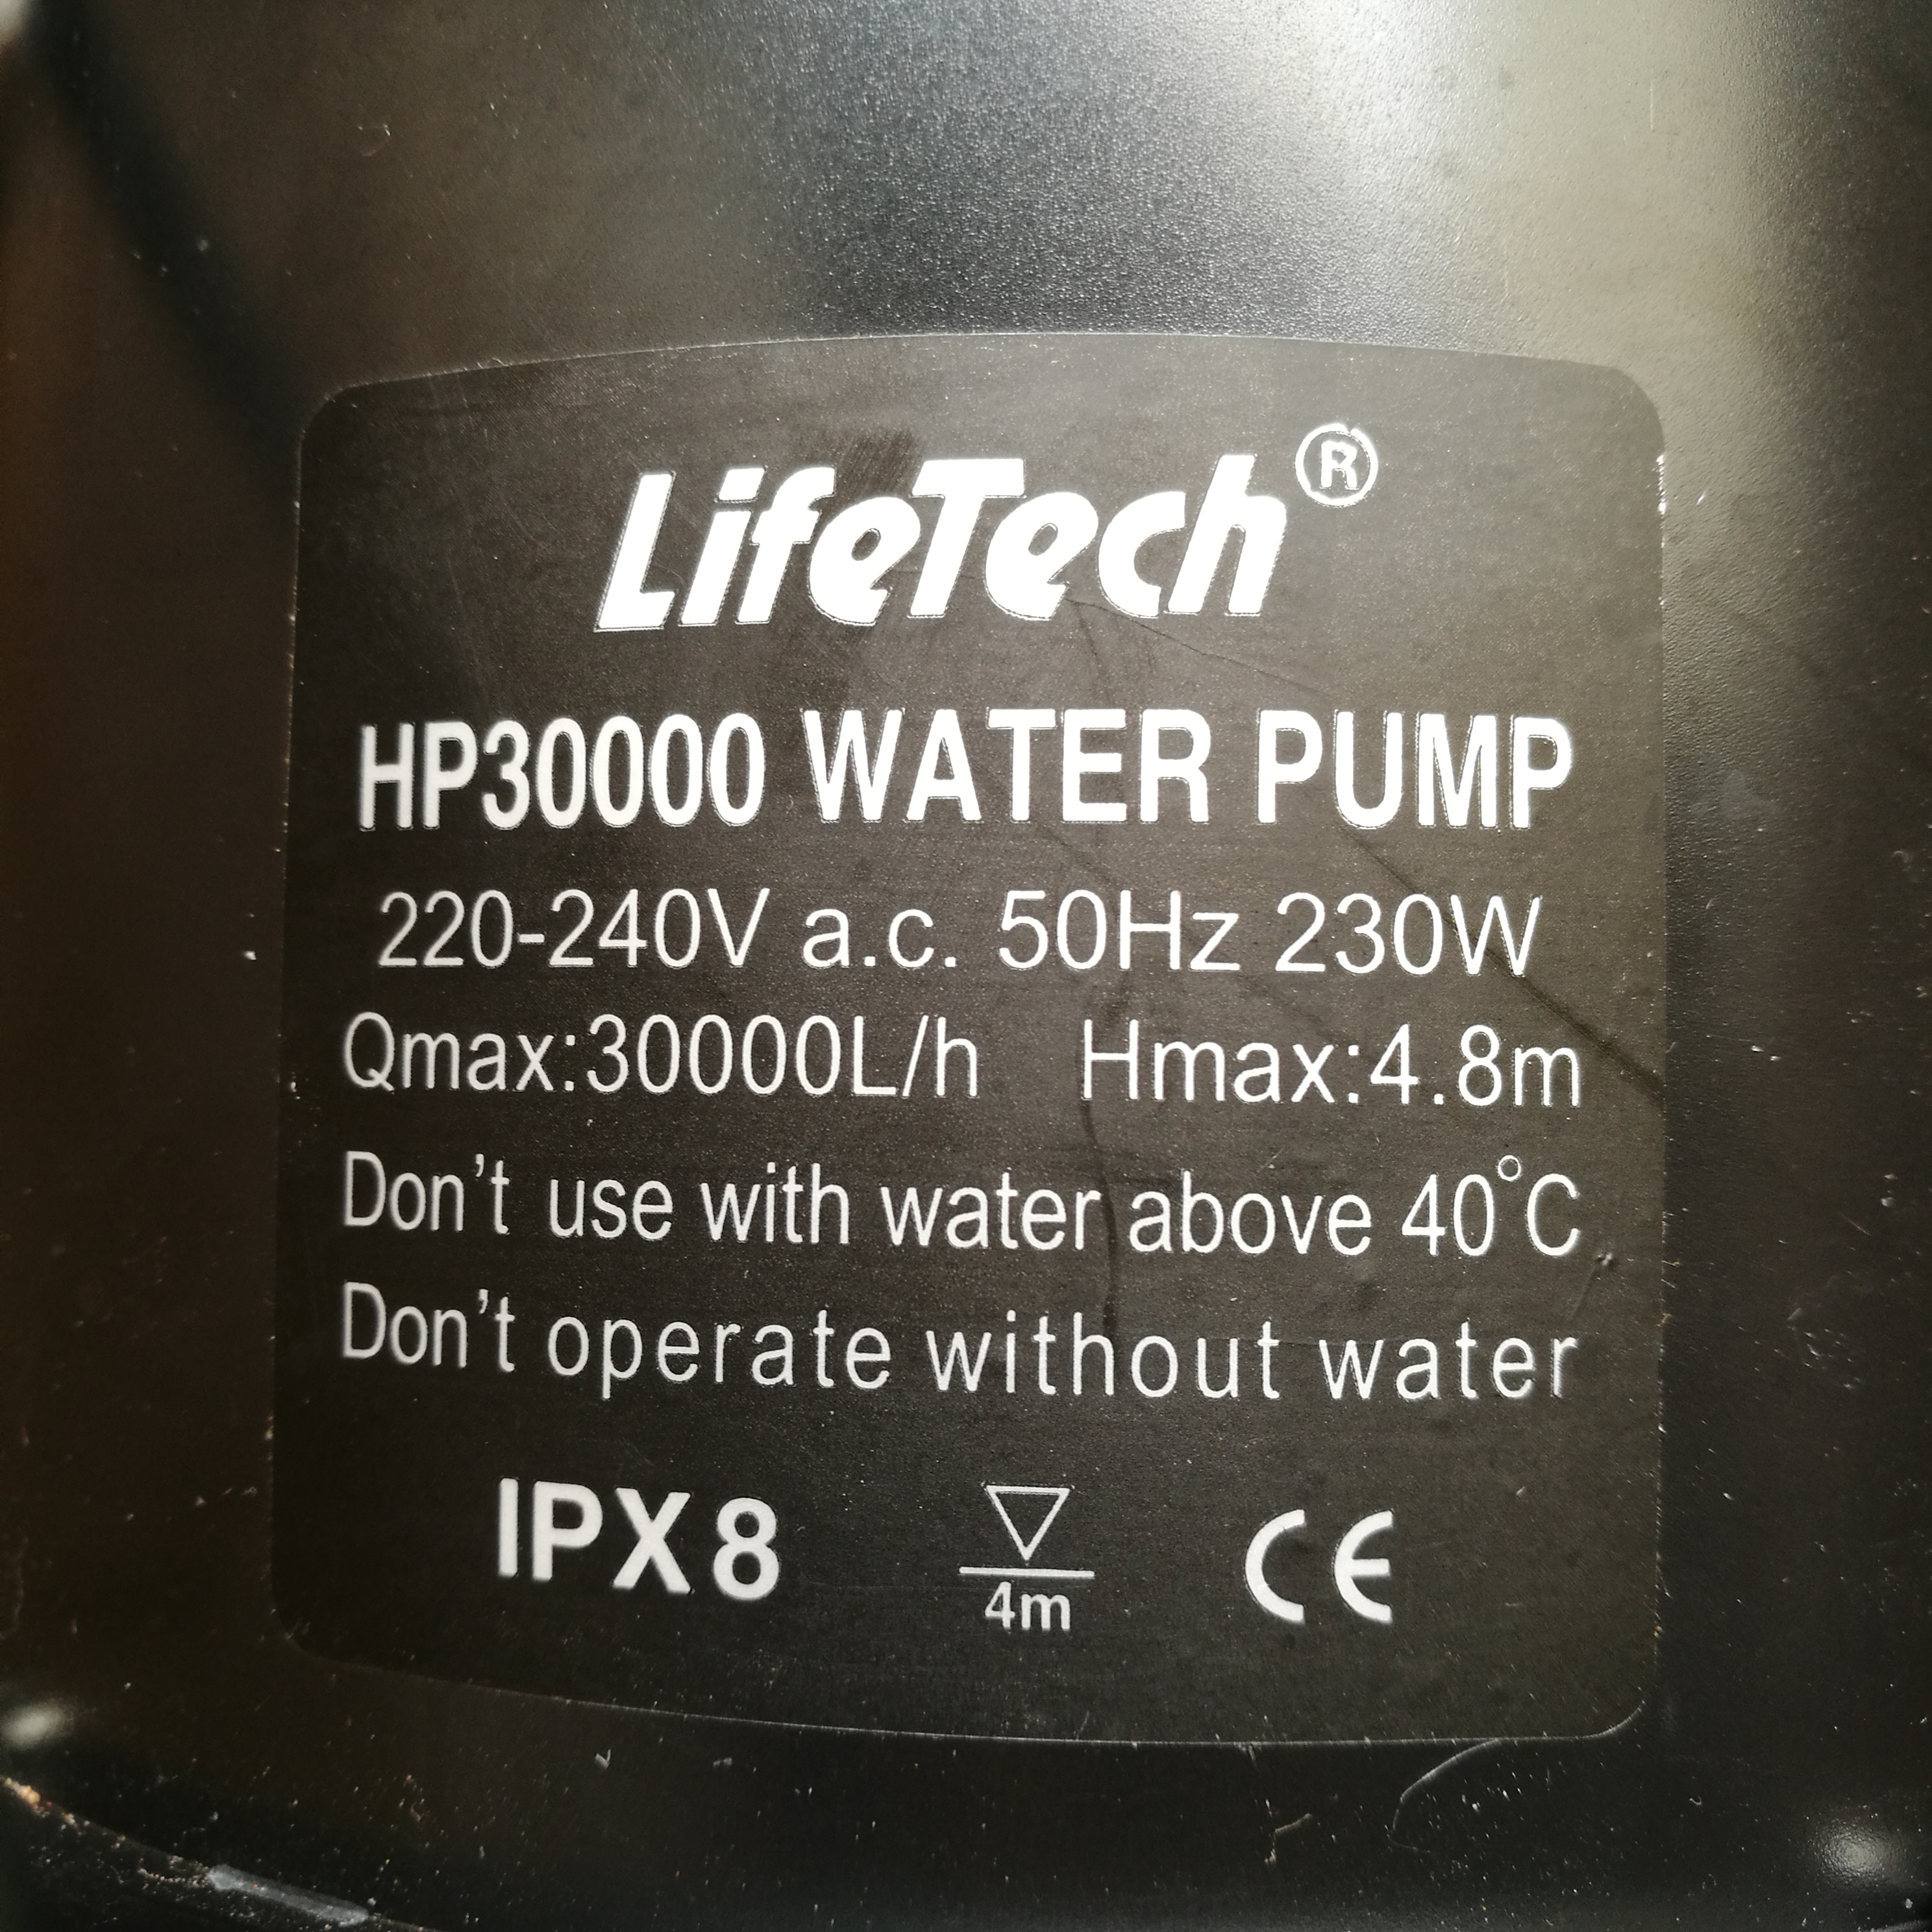 LifeTech®
HP30000 WATER PUMP
220-240V a.c. 50Hz 230W
Qmax:30000L/h Hmax:4.8m
Don't use with water above 40°C
Don't operate without water
IPX8 4m CE